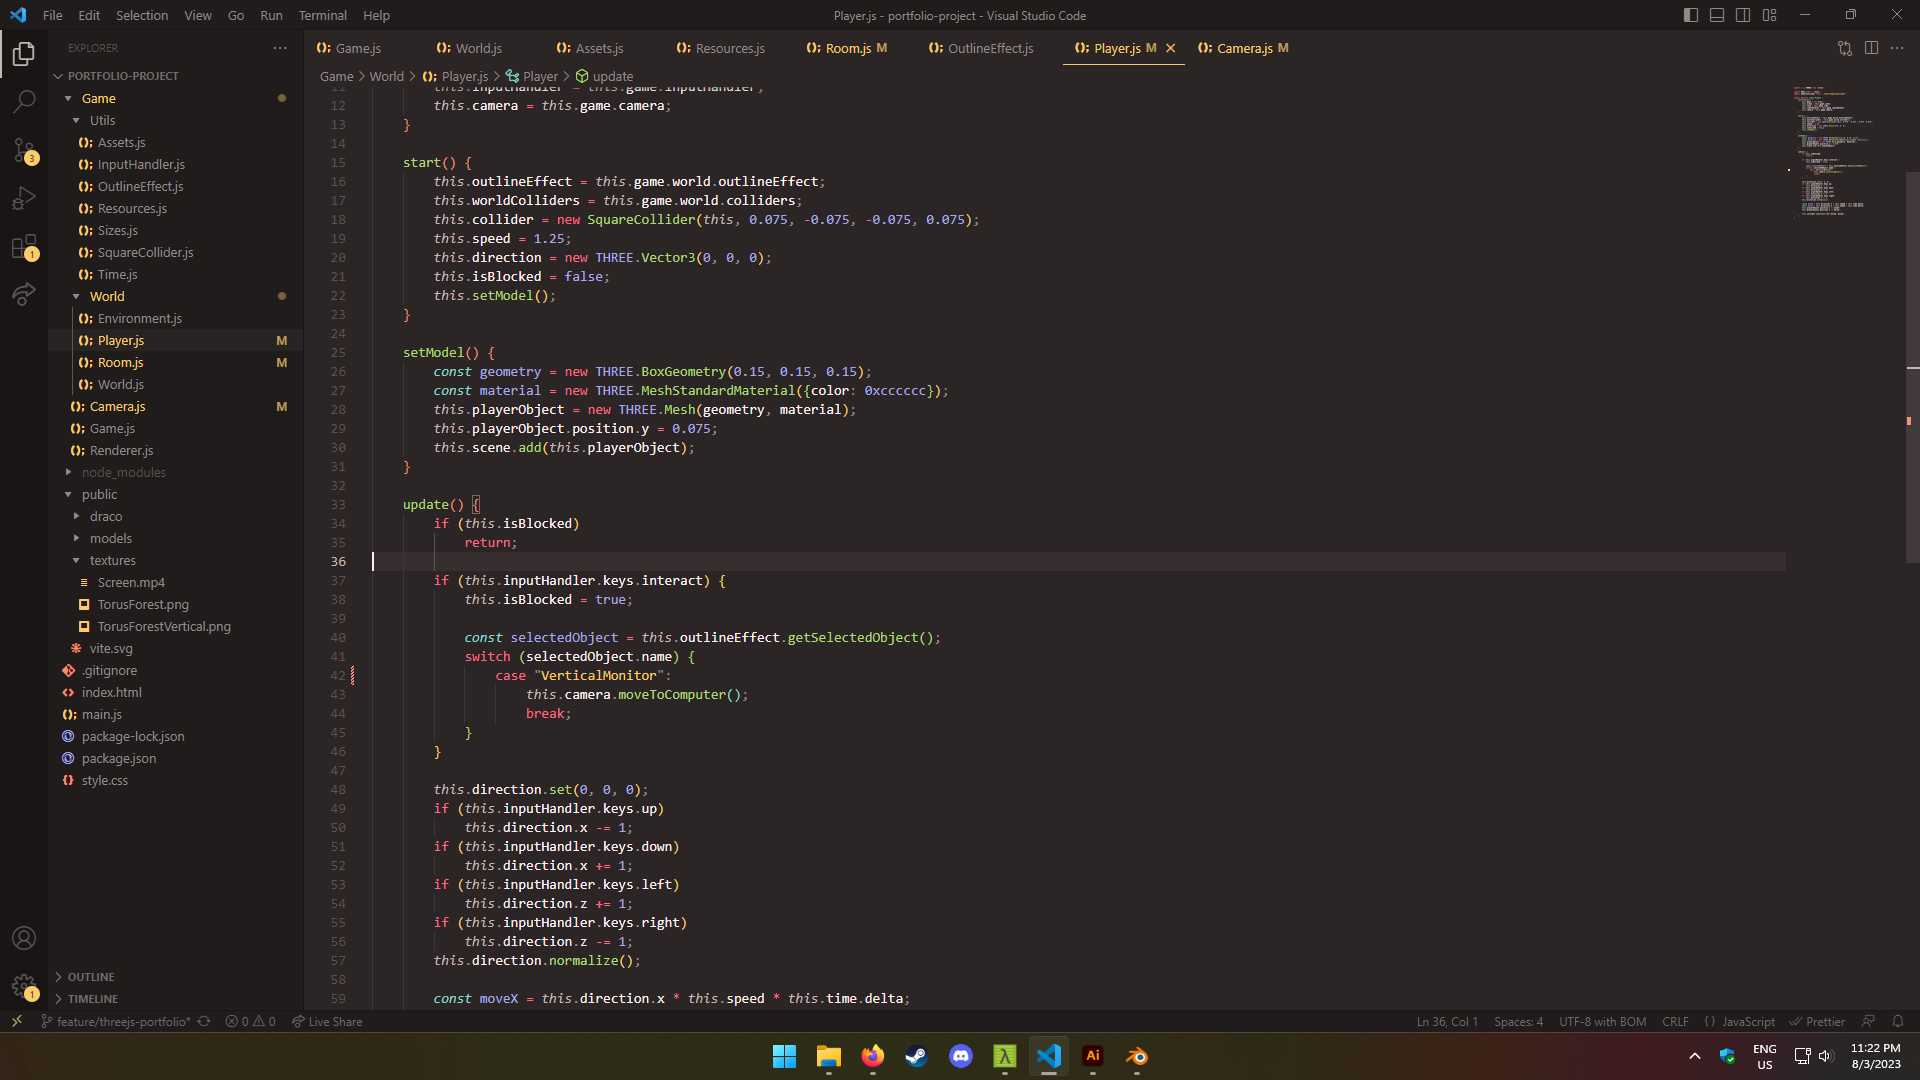 File Edit Selection View Go Run Terminal Help
Player.js - portfolio-project - Visual Studio Code
EXPLORER
PORTFOLIO-PROJECT
Game
Utils
Assets.js
InputHandler.js
OutlineEffect.js
Resources.js
Sizes.js
SquareCollider.js
Time.js
World
Environment.js
Player.js M
Room.js M
World.js
Camera.js M
Game.js
Renderer.js
node_modules
public
draco
models
textures
Screen.mp4
TorusForest.png
TorusForestVertical.png
vite.svg
.gitignore
index.html
main.js
package-lock.json
package.json
style.css
OUTLINE
TIMELINE
3
1
1
Game.js World.js Assets.js Resources.js Room.js M OutlineEffect.js Player.js M Camera.js M
Game > World > Player.js > Player > update
11 this.inputHandler = this.game.inputHandler;
12 this.camera = this.game.camera;
13 }
14
15 start() {
16 this.outlineEffect = this.game.world.outlineEffect;
17 this.worldColliders = this.game.world.colliders;
18 this.collider = new SquareCollider(this, 0.075, -0.075, -0.075, 0.075);
19 this.speed = 1.25;
20 this.direction = new THREE.Vector3(0, 0, 0);
21 this.isBlocked = false;
22 this.setModel();
23 }
24
25 setModel() {
26 const geometry = new THREE.BoxGeometry(0.15, 0.15, 0.15);
27 const material = new THREE.MeshStandardMaterial({color: 0xcccccc});
28 this.playerObject = new THREE.Mesh(geometry, material);
29 this.playerObject.position.y = 0.075;
30 this.scene.add(this.playerObject);
31 }
32
33 update() {
34 if (this.isBlocked)
35 return;
36
37 if (this.inputHandler.keys.interact) {
38 this.isBlocked = true;
39
40 const selectedObject = this.outlineEffect.getSelectedObject();
41 switch (selectedObject.name) {
42 case "VerticalMonitor":
43 this.camera.moveToComputer();
44 break;
45 }
46 }
47
48 this.direction.set(0, 0, 0);
49 if (this.inputHandler.keys.up)
50 this.direction.x -= 1;
51 if (this.inputHandler.keys.down)
52 this.direction.x += 1;
53 if (this.inputHandler.keys.left)
54 this.direction.z += 1;
55 if (this.inputHandler.keys.right)
56 this.direction.z -= 1;
57 this.direction.normalize();
58
59 const moveX = this.direction.x * this.speed * this.time.delta;
feature/threejs-portfolio* 0 0 Live Share
Ln 36, Col 1 Spaces: 4 UTF-8 with BOM CRLF {} JavaScript Prettier
λ Ai
ENG
US
11:22 PM
8/3/2023